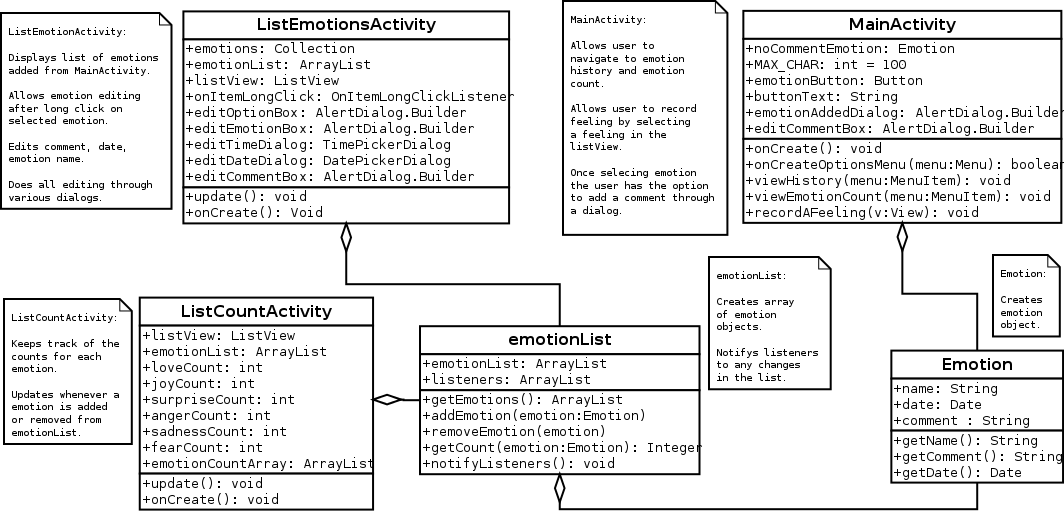 ListEmotionActivity:
Displays list of emotions
added from MainActivity.
Allows emotion editing
after long click on
selected emotion.
Edits comment, date,
emotion name.
Does all editing through
various dialogs.
ListEmotionsActivity
+emotions: Collection
+emotionList: ArrayList
+listView: ListView
+onItemLongClick: OnItemLongClickListener
+editOptionBox: AlertDialog.Builder
+editEmotionBox: AlertDialog.Builder
+editTimeDialog: TimePickerDialog
+editDateDialog: DatePickerDialog
+editCommentBox: AlertDialog.Builder
+update(): void
+onCreate(): Void
MainActivity:
Allows user to
navigate to emotion
history and emotion
count.
Allows user to record
feeling by selecting
a feeling in the
listView.
Once selecing emotion
the user has the option
to add a comment through
a dialog.
MainActivity
+noCommentEmotion: Emotion
+MAX_CHAR: int = 100
+emotionButton: Button
+buttonText: String
+emotionAddedDialog: AlertDialog.Builder
+editCommentBox: AlertDialog.Builder
+onCreate(): void
+onCreateOptionsMenu(menu:Menu): boolean
+viewHistory(menu:MenuItem): void
+viewEmotionCount(menu:MenuItem): void
+recordAFeeling(v:View): void
ListCountActivity:
Keeps track of the
counts for each
emotion.
Updates whenever a
emotion is added
or removed from
emotionList.
ListCountActivity
+listView: ListView
+emotionList: ArrayList
+loveCount: int
+joyCount: int
+surpriseCount: int
+angerCount: int
+sadnessCount: int
+fearCount: int
+emotionCountArray: ArrayList
+update(): void
+onCreate(): void
emotionList
+emotionList: ArrayList
+listeners: ArrayList
+getEmotions(): ArrayList
+addEmotion(emotion:Emotion)
+removeEmotion(emotion)
+getCount(emotion:Emotion): Integer
+notifyListeners(): void
emotionList:
Creates array
of emotion
objects.
Notifys listeners
to any changes
in the list.
Emotion:
Creates
emotion
object.
Emotion
+name: String
+date: Date
+comment : String
+getName(): String
+getComment(): String
+getDate(): Date